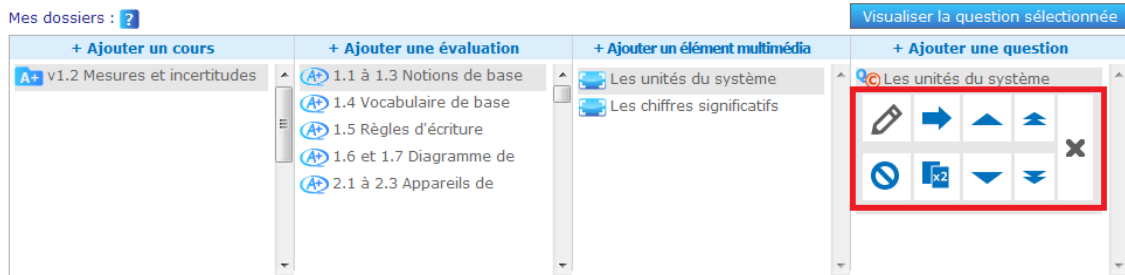 Mes dossiers : ?
Visualiser la question sélectionnée
+ Ajouter un cours
+ Ajouter une évaluation
+ Ajouter un élément multimédia
+ Ajouter une question
A+ v1.2 Mesures et incertitudes
A+ 1.1 à 1.3 Notions de base
A+ 1.4 Vocabulaire de base
A+ 1.5 Règles d'écriture
A+ 1.6 et 1.7 Diagramme de
A+ 2.1 à 2.3 Appareils de
Les unités du système
Les chiffres significatifs
QC Les unités du système
x2